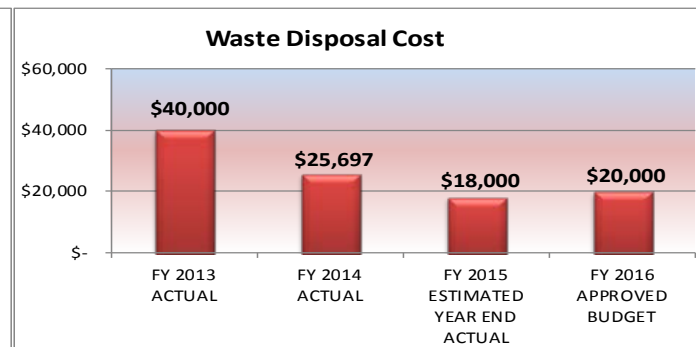 Waste Disposal Cost
$60,000
$40,000
$20,000
$-
$40,000
$25,697
$18,000
$20,000
FY 2013
ACTUAL
FY 2014
ACTUAL
FY 2015
ESTIMATED
YEAR END
ACTUAL
FY 2016
APPROVED
BUDGET